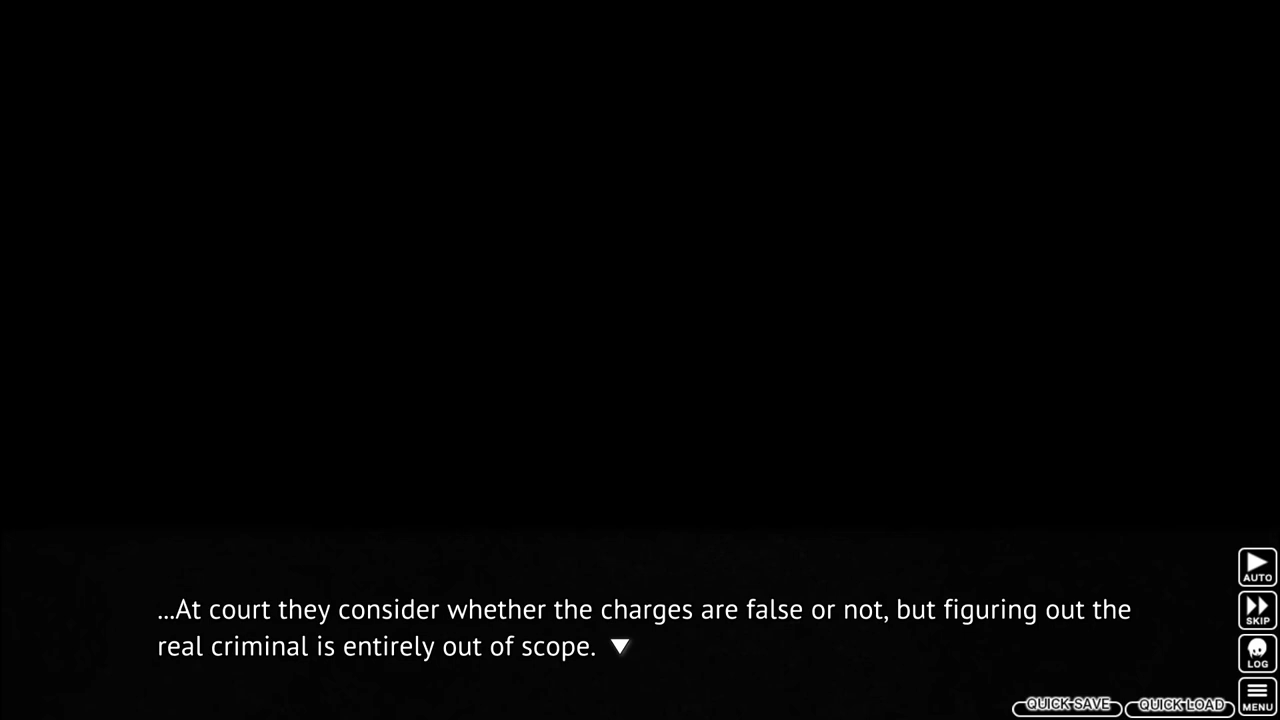 ...At court they consider whether the charges are false or not, but figuring out the
real criminal is entirely out of scope.
AUTO
SKIP
LOG
MENU
QUICK SAVE QUICK LOAD